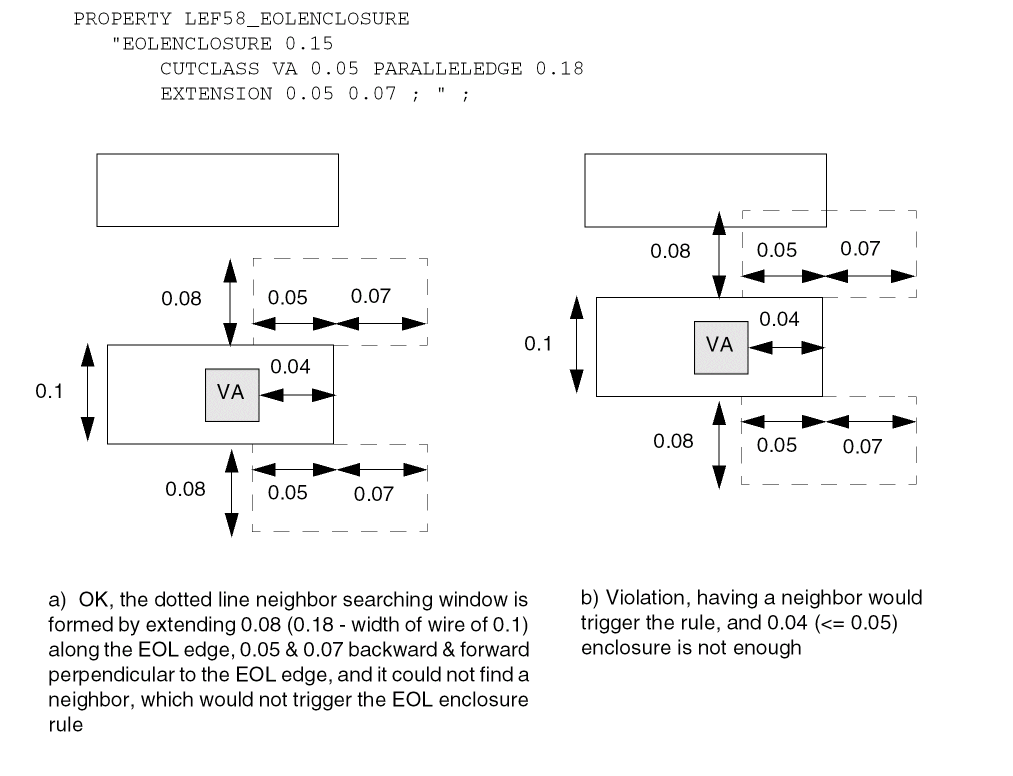 PROPERTY LEF58_EOLENCLOSURE
"EOLENCLOSURE 0.15
CUTCLASS VA 0.05 PARALLELEDGE 0.18
EXTENSION 0.05 0.07 ; " ;
0.08
0.05
0.07
0.1
VA
0.04
0.08
0.05
0.07
0.08
0.05
0.07
0.1
VA
0.04
0.08
0.05
0.07
a) OK, the dotted line neighbor searching window is
formed by extending 0.08 (0.18 - width of wire of 0.1)
along the EOL edge, 0.05 & 0.07 backward & forward
perpendicular to the EOL edge, and it could not find a
neighbor, which would not trigger the EOL enclosure
rule
b) Violation, having a neighbor would
trigger the rule, and 0.04 (<= 0.05)
enclosure is not enough